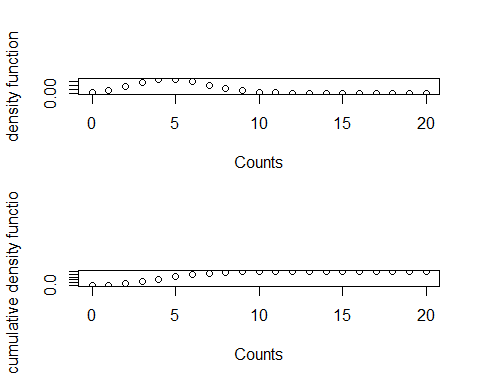 density function
0.00
0 5 10 15 20
Counts
cumulative density functio
0.0
0 5 10 15 20
Counts